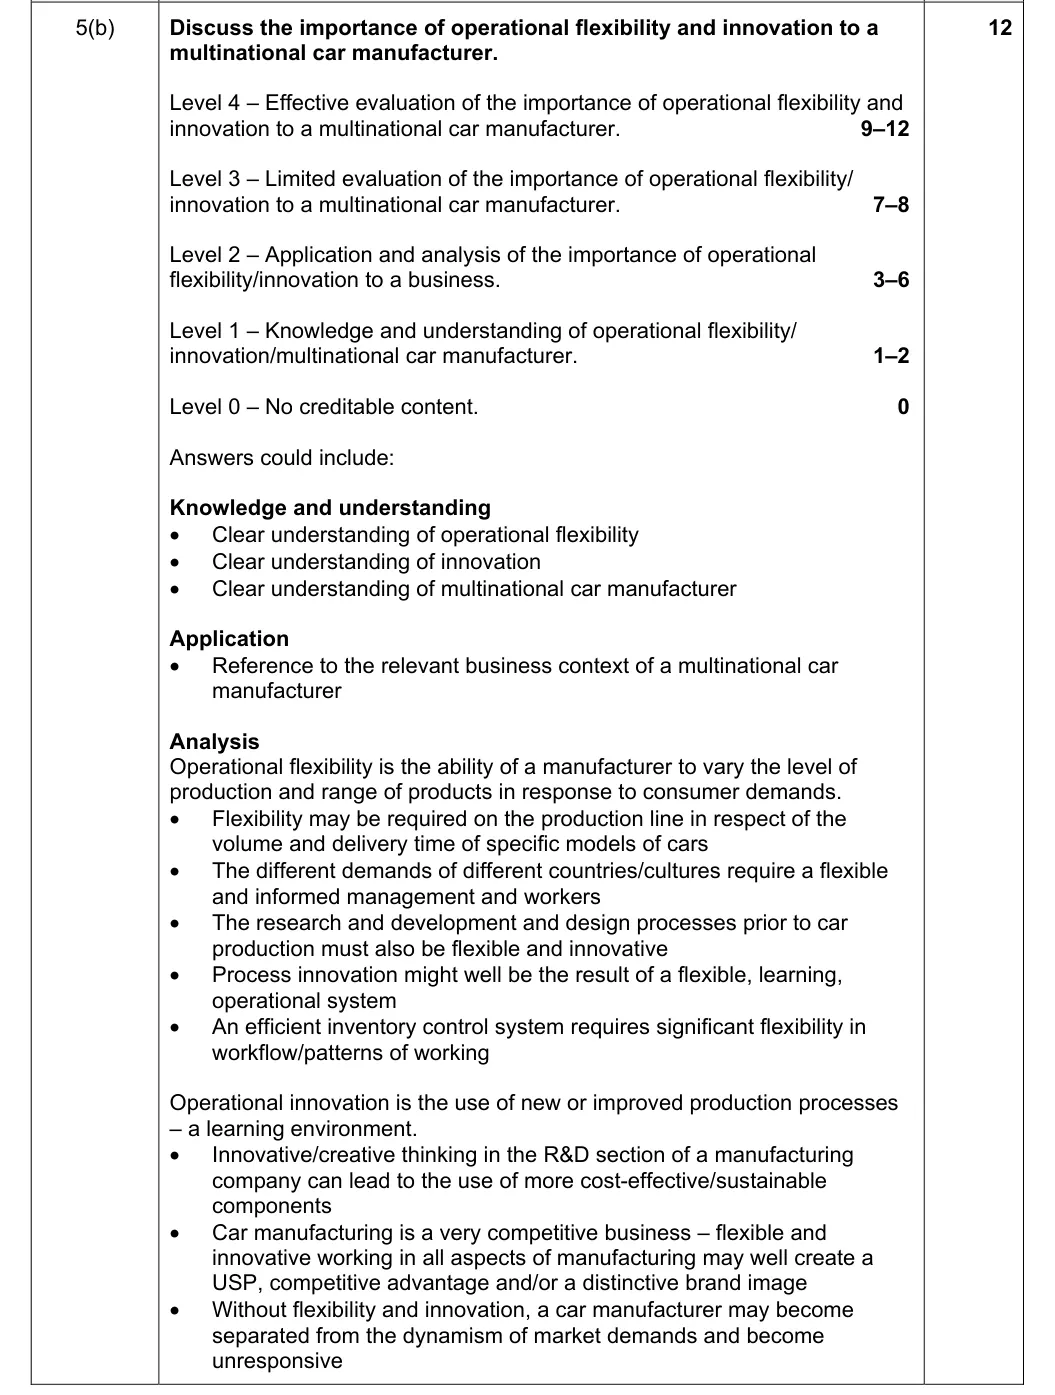 5(b)
Discuss the importance of operational flexibility and innovation to a
multinational car manufacturer.
12
Level 4 – Effective evaluation of the importance of operational flexibility and
innovation to a multinational car manufacturer. 9–12
Level 3 – Limited evaluation of the importance of operational flexibility/
innovation to a multinational car manufacturer. 7–8
Level 2 – Application and analysis of the importance of operational
flexibility/innovation to a business. 3–6
Level 1 – Knowledge and understanding of operational flexibility/
innovation/multinational car manufacturer. 1–2
Level 0 – No creditable content. 0
Answers could include:
Knowledge and understanding
• Clear understanding of operational flexibility
• Clear understanding of innovation
• Clear understanding of multinational car manufacturer
Application
• Reference to the relevant business context of a multinational car
manufacturer
Analysis
Operational flexibility is the ability of a manufacturer to vary the level of
production and range of products in response to consumer demands.
• Flexibility may be required on the production line in respect of the
volume and delivery time of specific models of cars
• The different demands of different countries/cultures require a flexible
and informed management and workers
• The research and development and design processes prior to car
production must also be flexible and innovative
• Process innovation might well be the result of a flexible, learning,
operational system
• An efficient inventory control system requires significant flexibility in
workflow/patterns of working
Operational innovation is the use of new or improved production processes
– a learning environment.
• Innovative/creative thinking in the R&D section of a manufacturing
company can lead to the use of more cost-effective/sustainable
components
• Car manufacturing is a very competitive business – flexible and
innovative working in all aspects of manufacturing may well create a
USP, competitive advantage and/or a distinctive brand image
• Without flexibility and innovation, a car manufacturer may become
separated from the dynamism of market demands and become
unresponsive